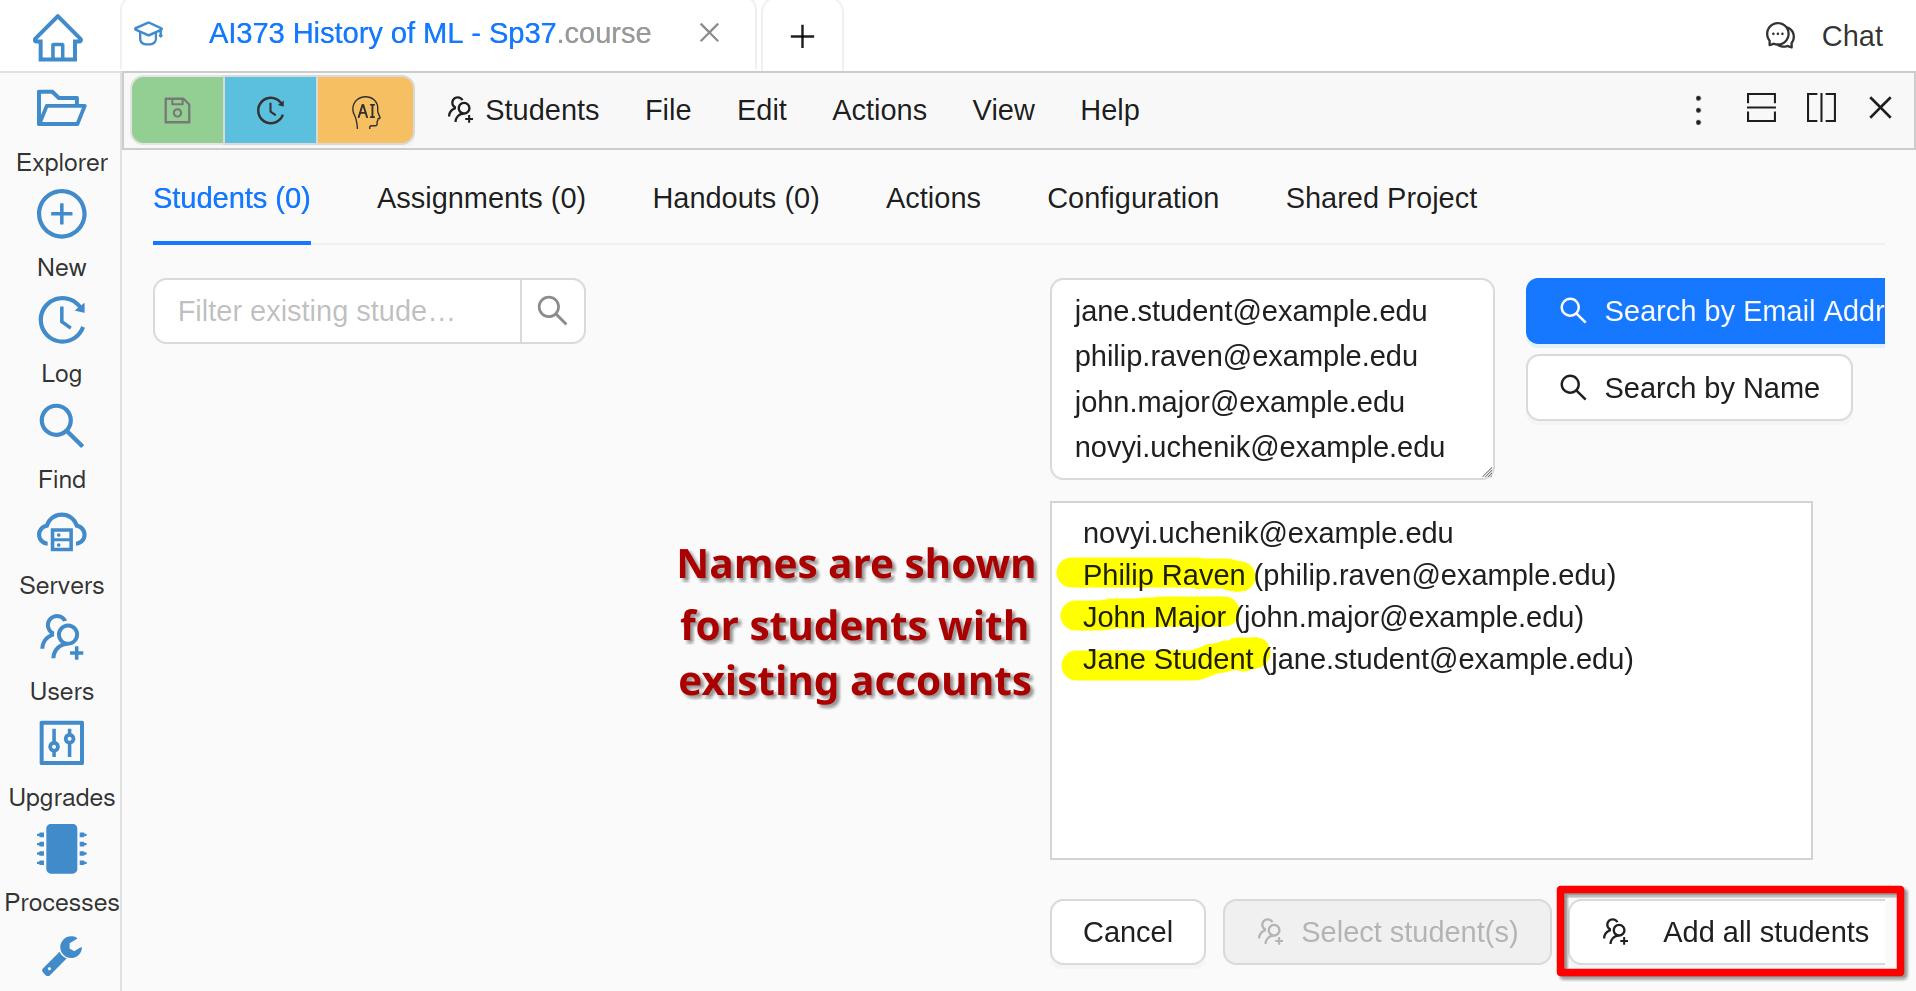 AI373 History of ML - Sp37.course
Chat
Explorer
New
Log
Find
Servers
Users
Upgrades
Processes
AI
Students
File
Edit
Actions
View
Help
Students (0)
Assignments (0)
Handouts (0)
Actions
Configuration
Shared Project
Filter existing stude…
jane.student@example.edu
philip.raven@example.edu
john.major@example.edu
novyi.uchenik@example.edu
Search by Email Addr
Search by Name
Names are shown
for students with
existing accounts
novyi.uchenik@example.edu
Philip Raven (philip.raven@example.edu)
John Major (john.major@example.edu)
Jane Student (jane.student@example.edu)
Cancel
Select student(s)
Add all students